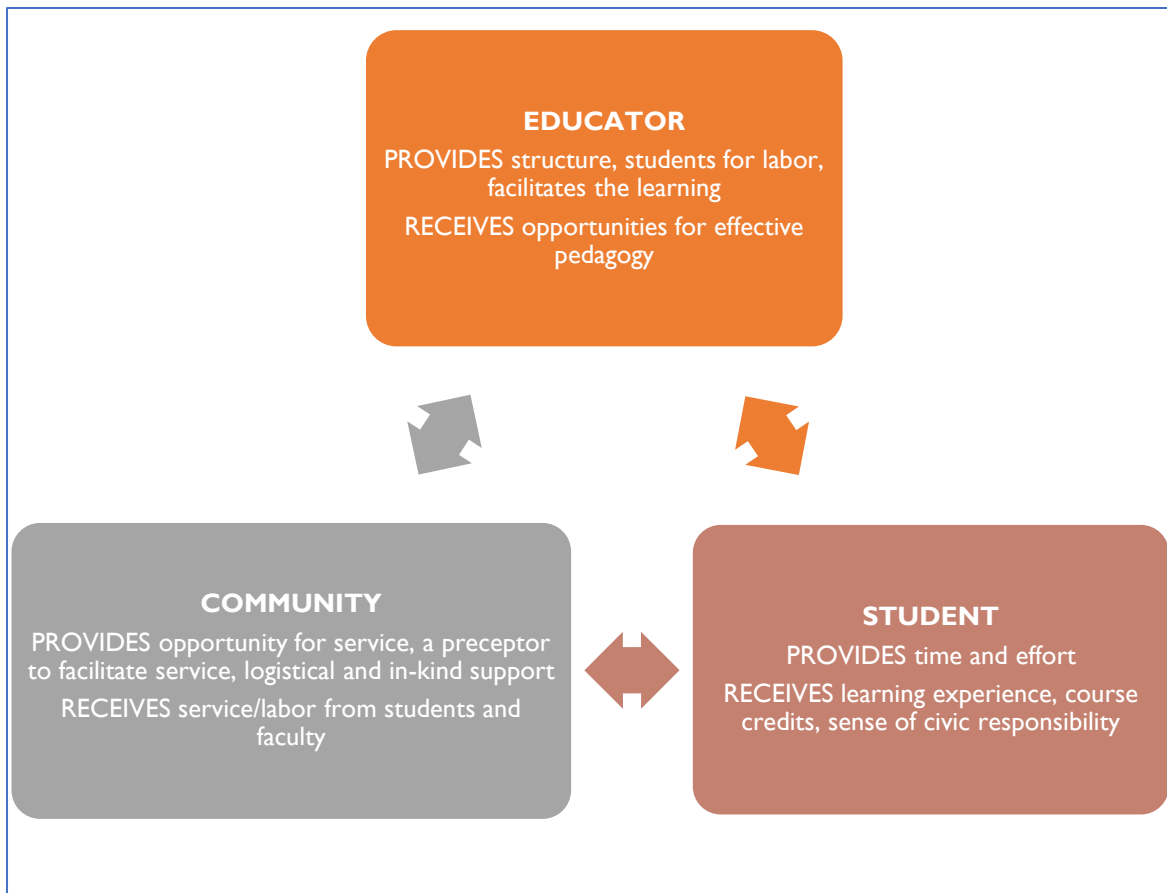 EDUCATOR
PROVIDES structure, students for labor,
facilitates the learning
RECEIVES opportunities for effective
pedagogy
COMMUNITY
PROVIDES opportunity for service, a preceptor
to facilitate service, logistical and in-kind support
RECEIVES service/labor from students and
faculty
STUDENT
PROVIDES time and effort
RECEIVES learning experience, course
credits, sense of civic responsibility